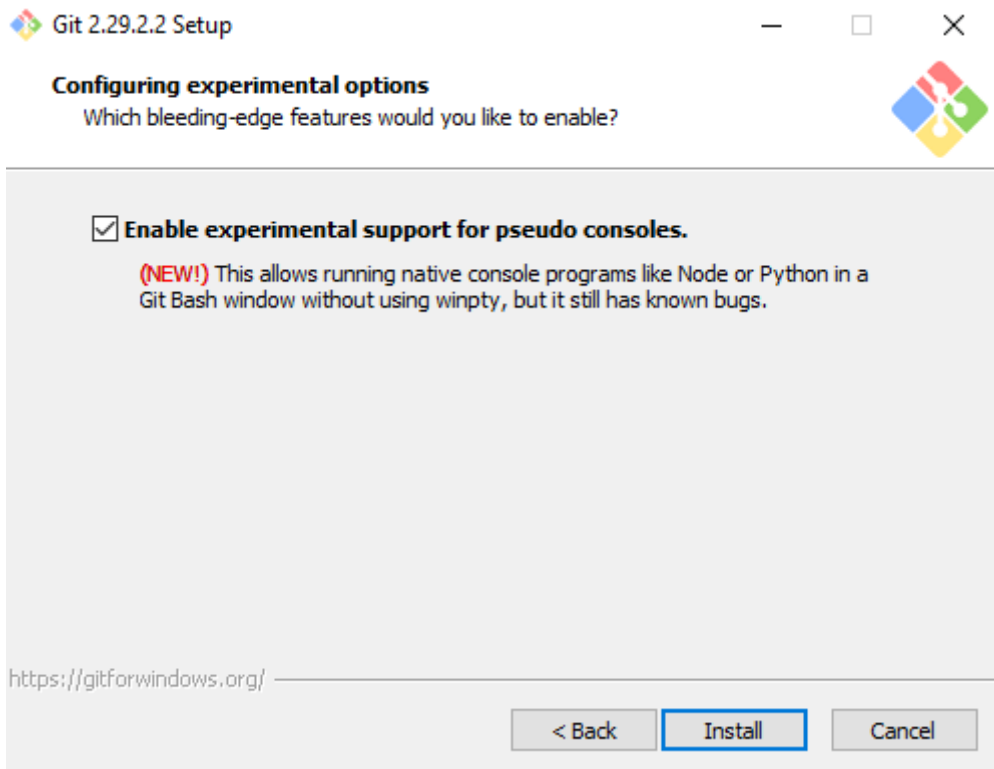 Git 2.29.2.2 Setup
Configuring experimental options
Which bleeding-edge features would you like to enable?
Enable experimental support for pseudo consoles.
(NEW!) This allows running native console programs like Node or Python in a
Git Bash window without using winpty, but it still has known bugs.
https://gitforwindows.org/
< Back Install Cancel